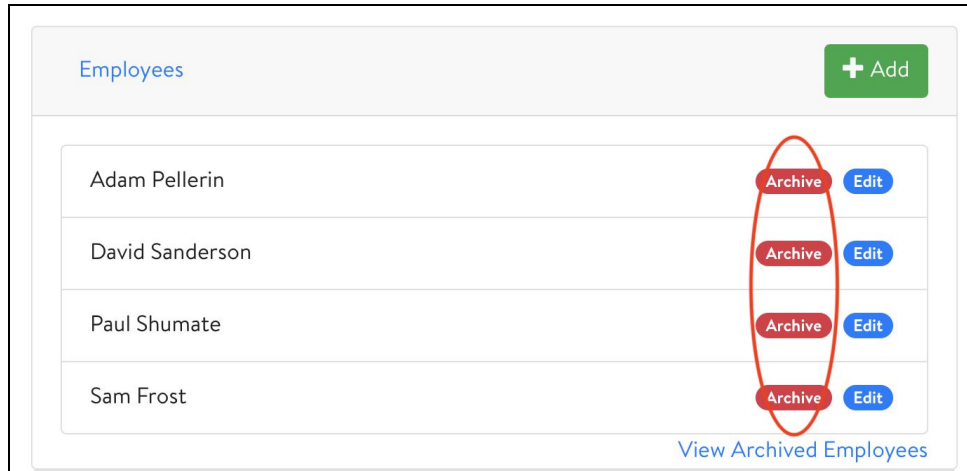 Employees + Add
Adam Pellerin Archive Edit
David Sanderson Archive Edit
Paul Shumate Archive Edit
Sam Frost Archive Edit
View Archived Employees